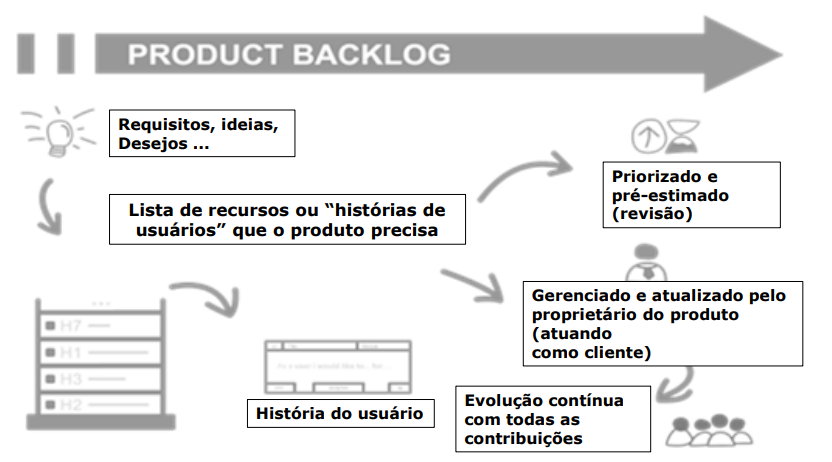 PRODUCT BACKLOG
Requisitos, ideias,
Desejos ...
Lista de recursos ou “histórias de
usuários” que o produto precisa
Priorizado e
pré-estimado
(revisão)
Gerenciado e atualizado pelo
proprietário do produto
(atuando
como cliente)
H7
H1
H3
H2
História do usuário
Evolução contínua
com todas as
contribuições